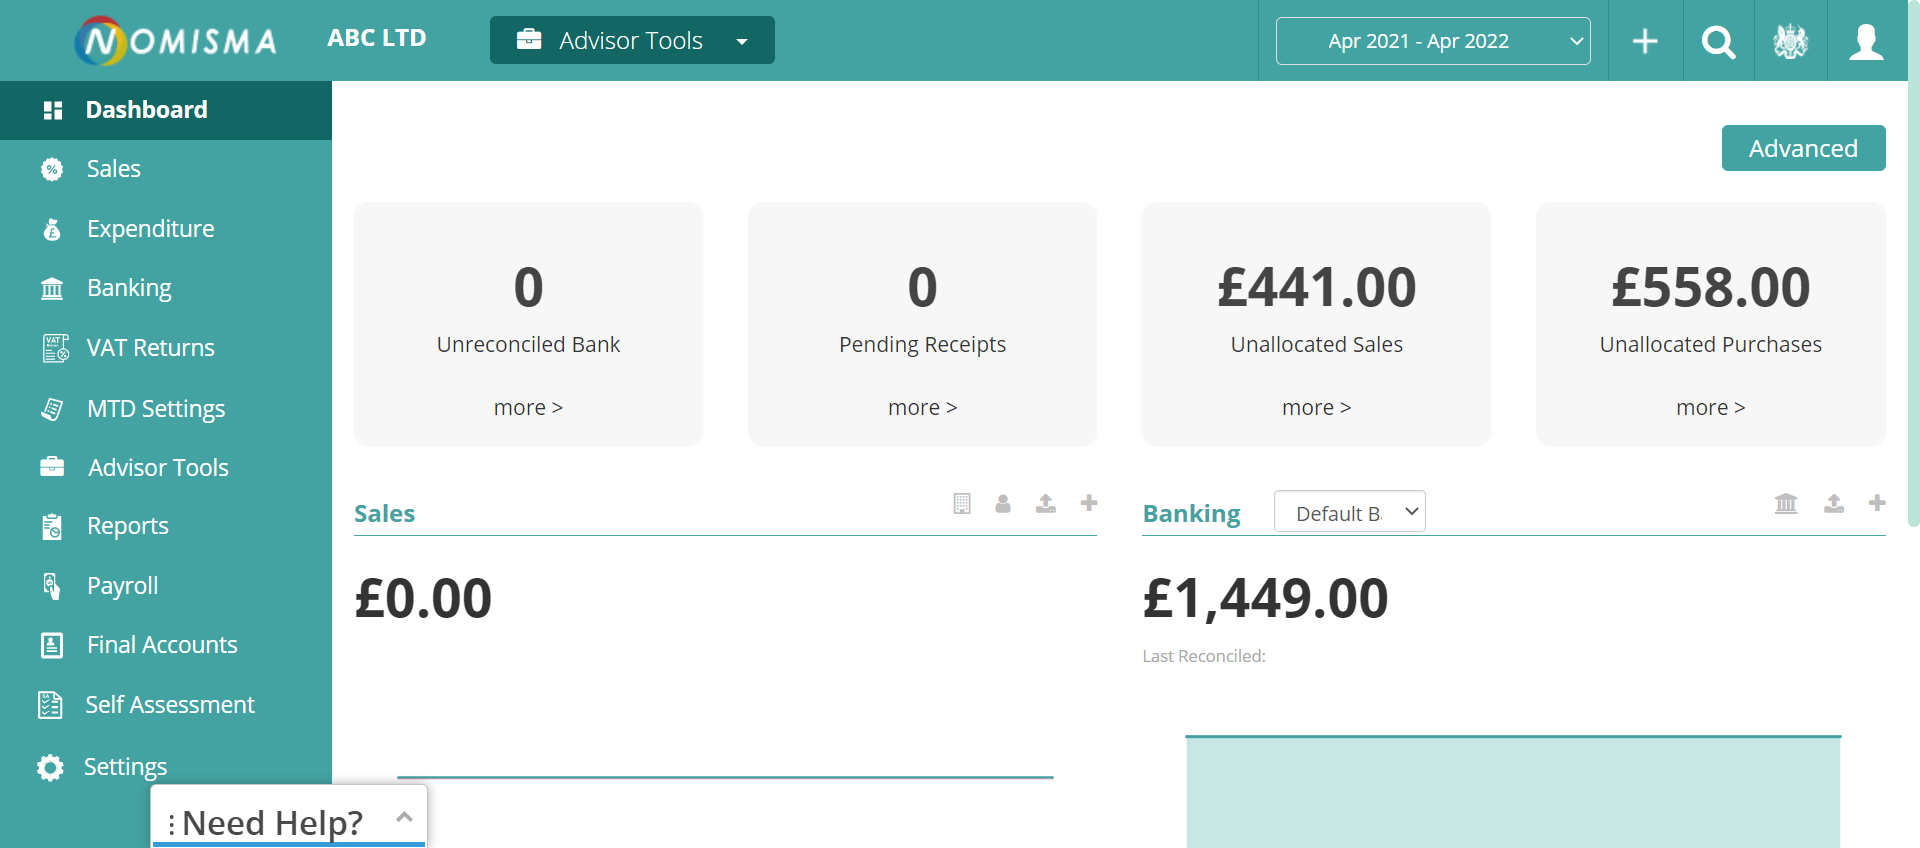 NOMISMA
ABC LTD
Advisor Tools
Apr 2021 - Apr 2022
Dashboard
Sales
Expenditure
Banking
VAT Returns
MTD Settings
Advisor Tools
Reports
Payroll
Final Accounts
Self Assessment
Settings
Need Help?
Advanced
0
Unreconciled Bank
more >
0
Pending Receipts
more >
£441.00
Unallocated Sales
more >
£558.00
Unallocated Purchases
more >
Sales
£0.00
Banking
Default B
£1,449.00
Last Reconciled: